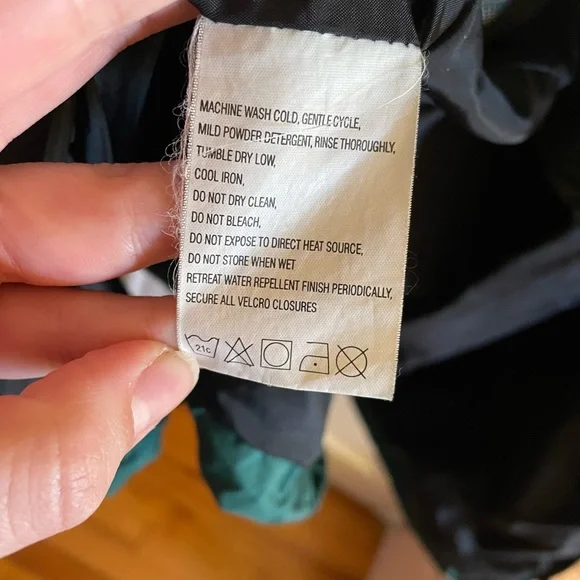 MACHINE WASH COLD, GENTLE CYCLE,
MILD POWDER DETERGENT, RINSE THOROUGHLY,
TUMBLE DRY LOW,
COOL IRON,
DO NOT DRY CLEAN,
DO NOT BLEACH,
DO NOT EXPOSE TO DIRECT HEAT SOURCE,
DO NOT STORE WHEN WET
RETREAT WATER REPELLENT FINISH PERIODICALLY,
SECURE ALL VELCRO CLOSURES
21c